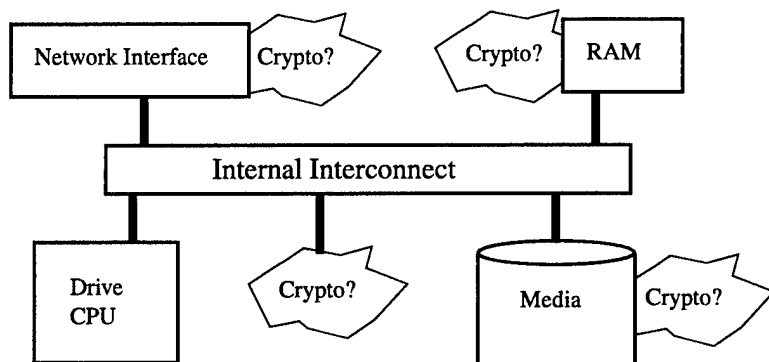 Network Interface
Crypto?
Crypto?
RAM
Internal Interconnect
Drive
CPU
Crypto?
Media
Crypto?